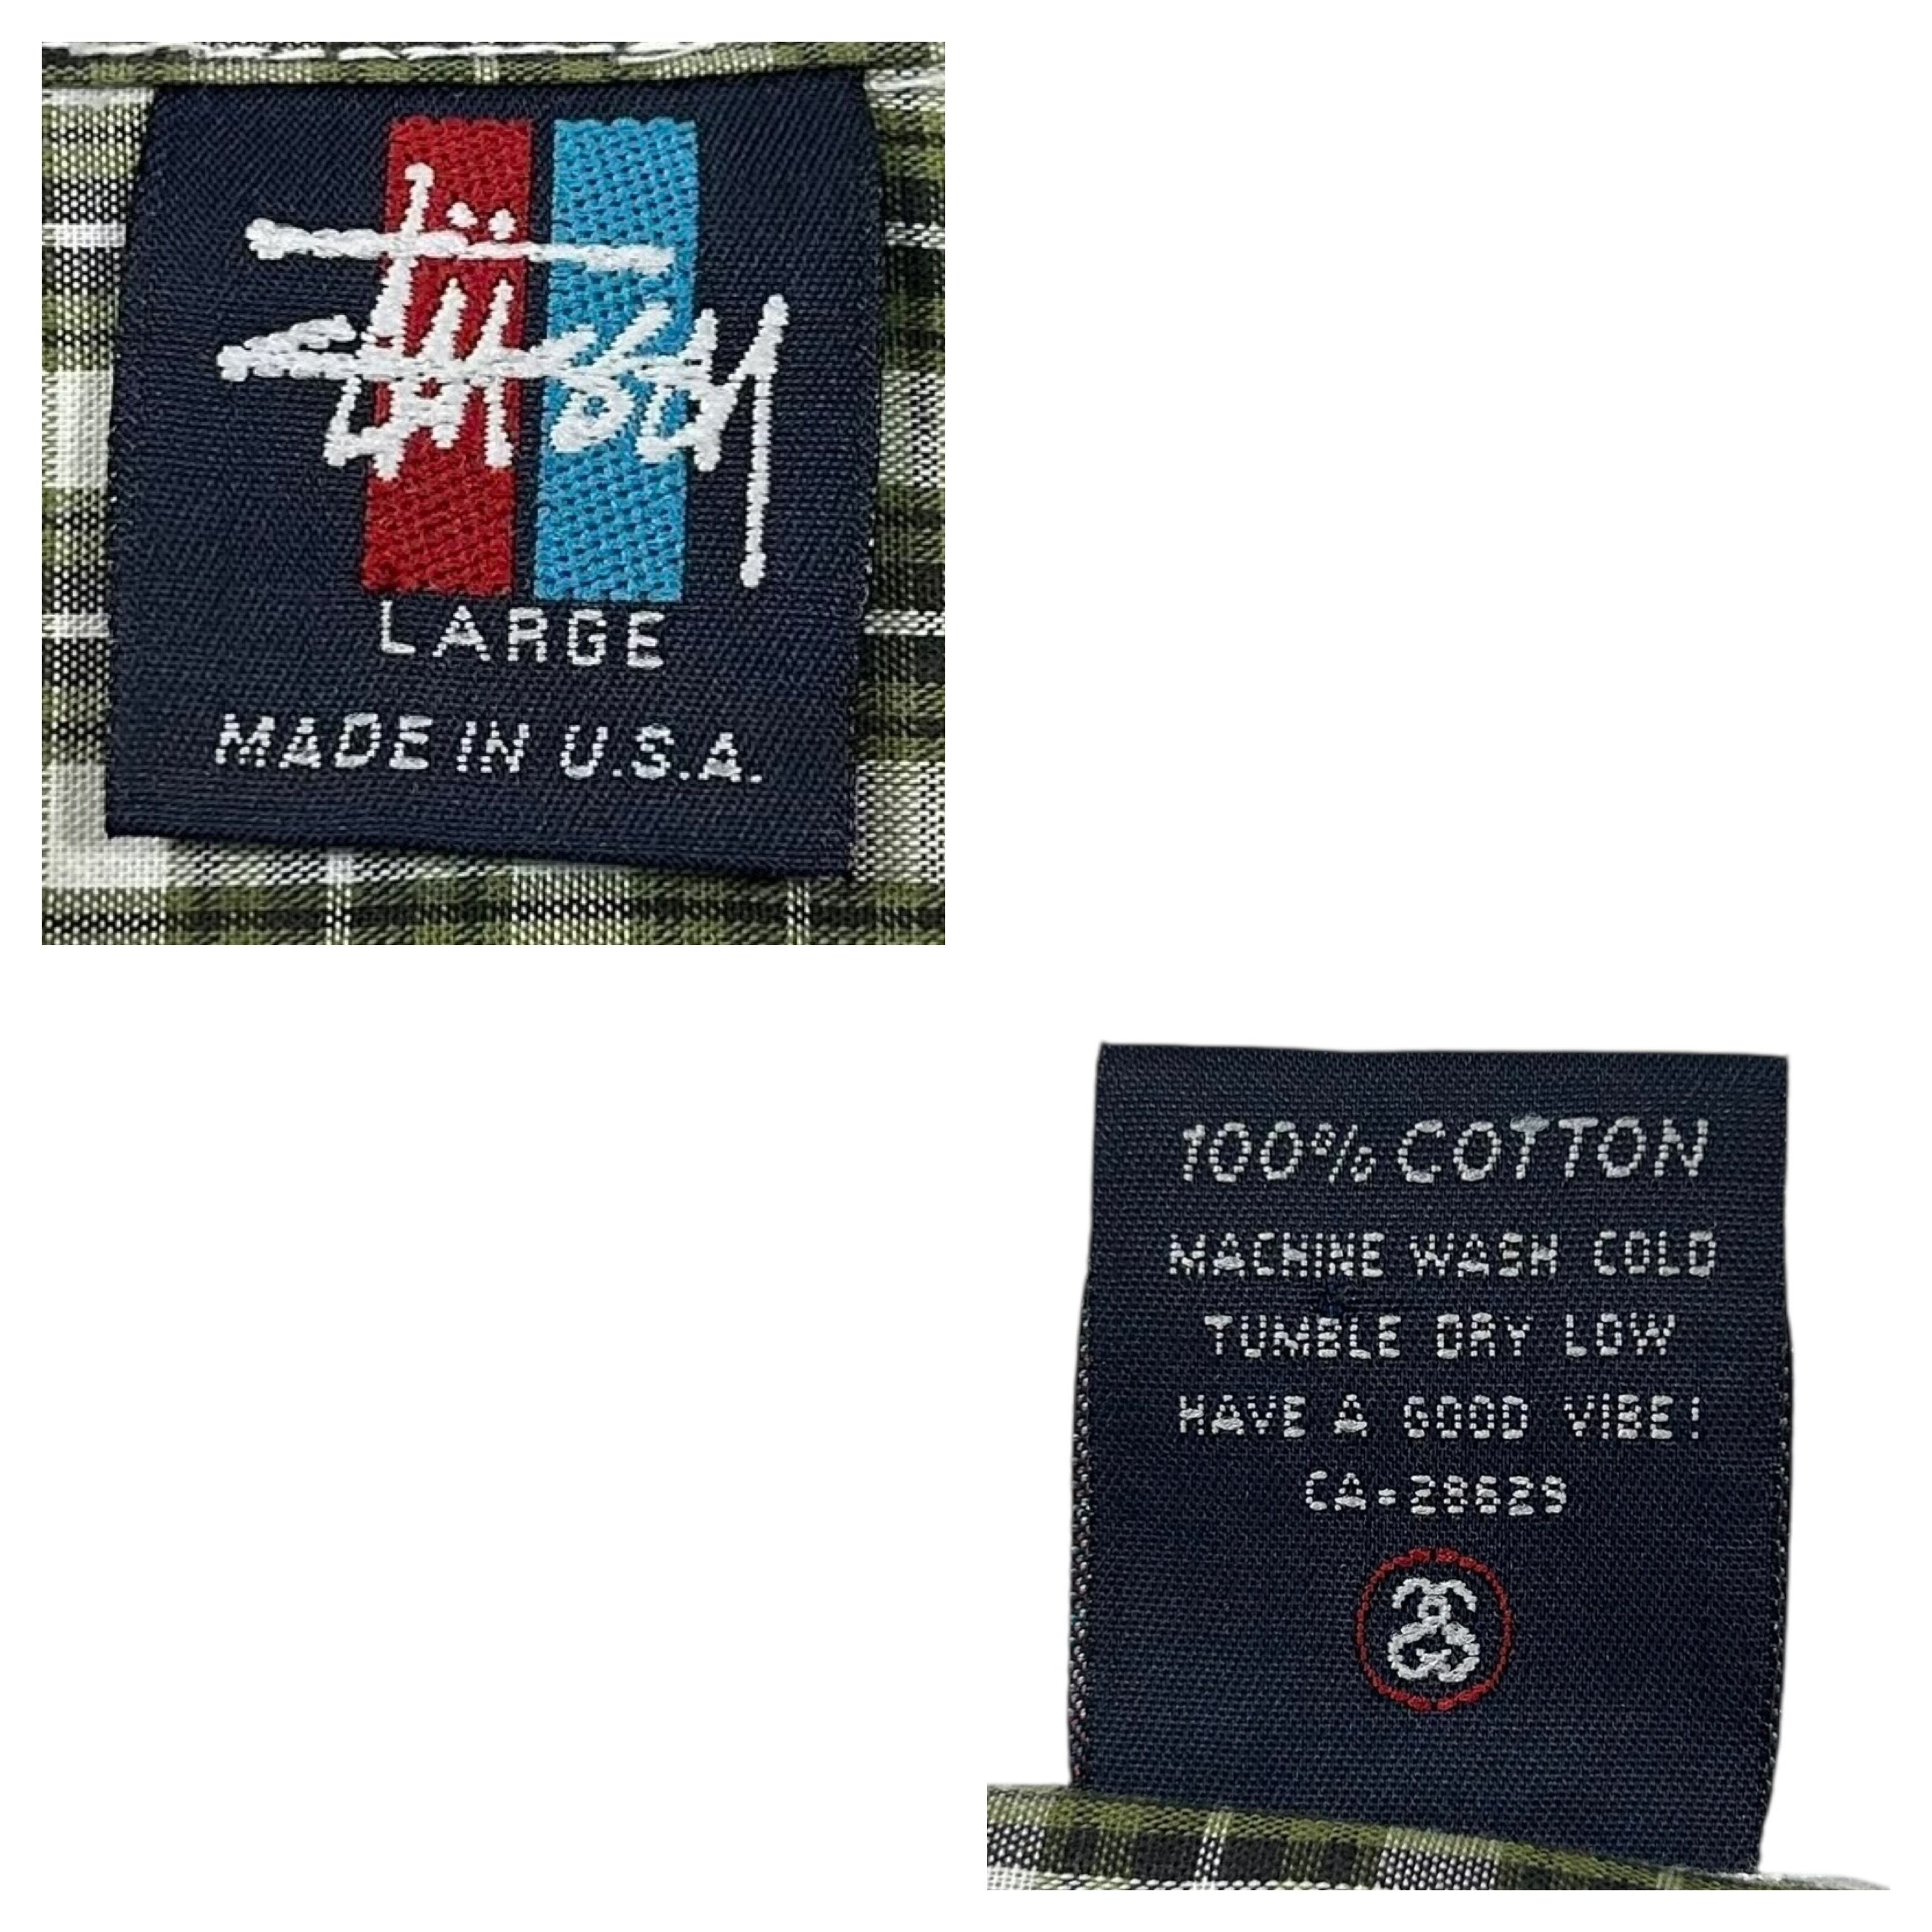 Stüssy
LARGE
MADE IN U.S.A.
100% COTTON
MACHINE WASH COLD
TUMBLE DRY LOW
HAVE A GOOD VIBE!
CA-28629